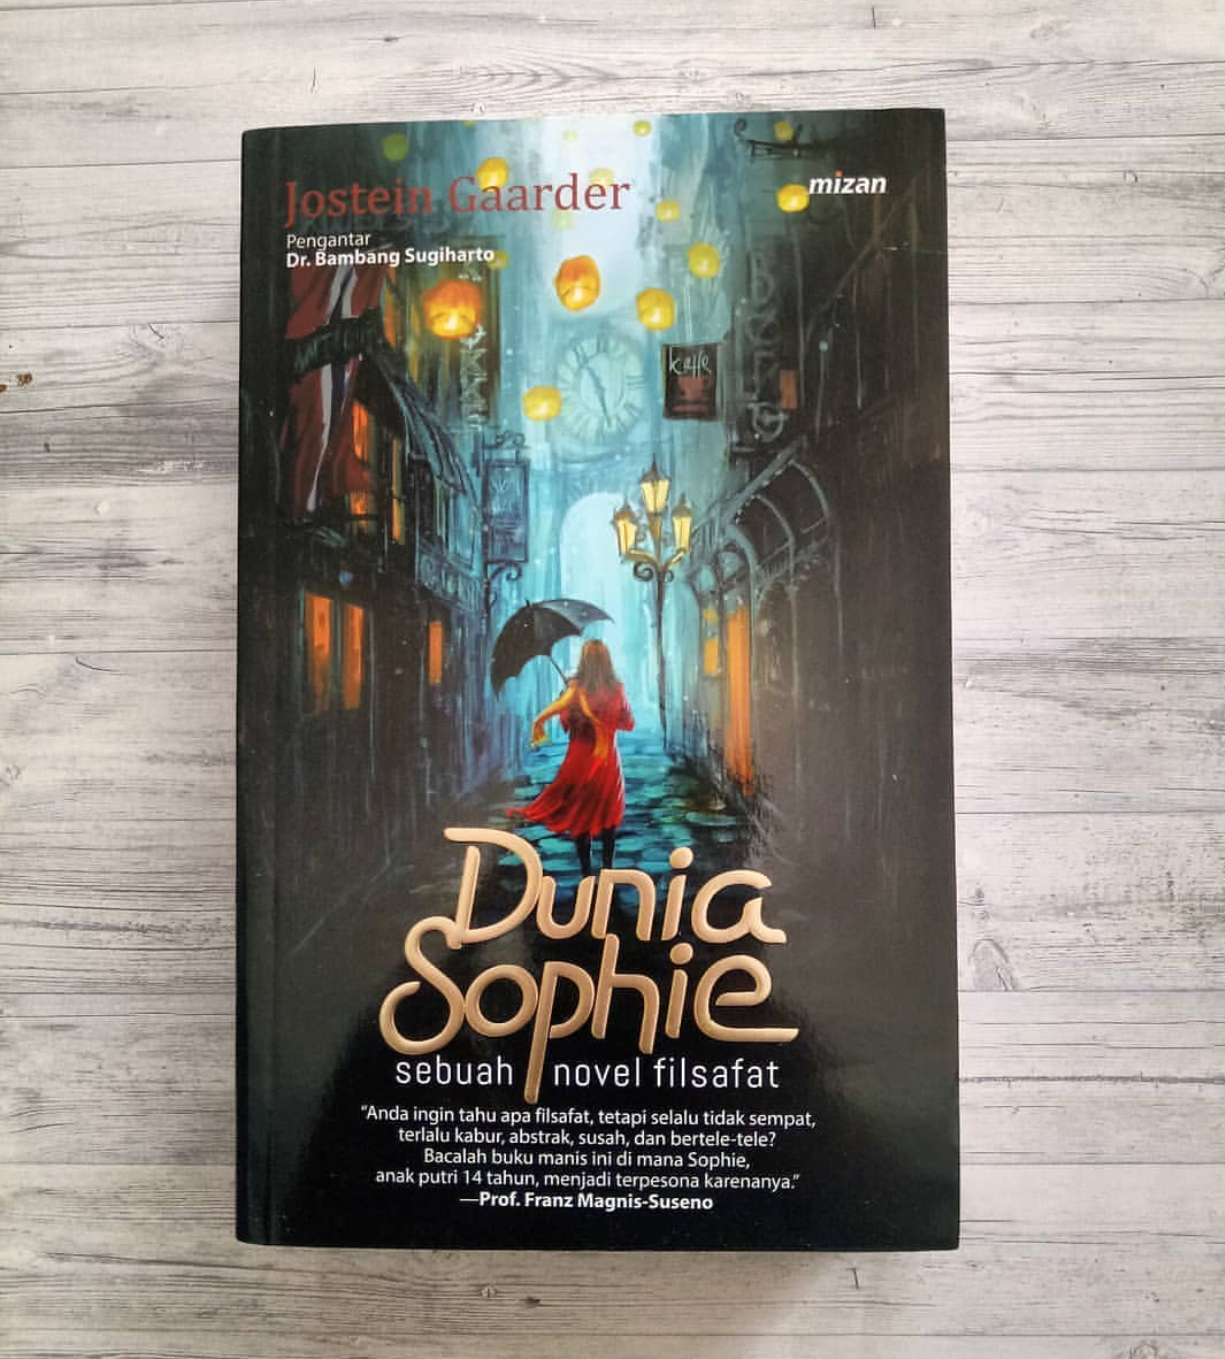 Jostein Gaarder
mizan
Pengantar
Dr. Bambang Sugiharto
kaffe
Dunia
Sophie
sebuah novel filsafat
"Anda ingin tahu apa filsafat, tetapi selalu tidak sempat,
terlalu kabur, abstrak, susah, dan bertele-tele?
Bacalah buku manis ini di mana Sophie,
anak putri 14 tahun, menjadi terpesona karenanya."
—Prof. Franz Magnis-Suseno